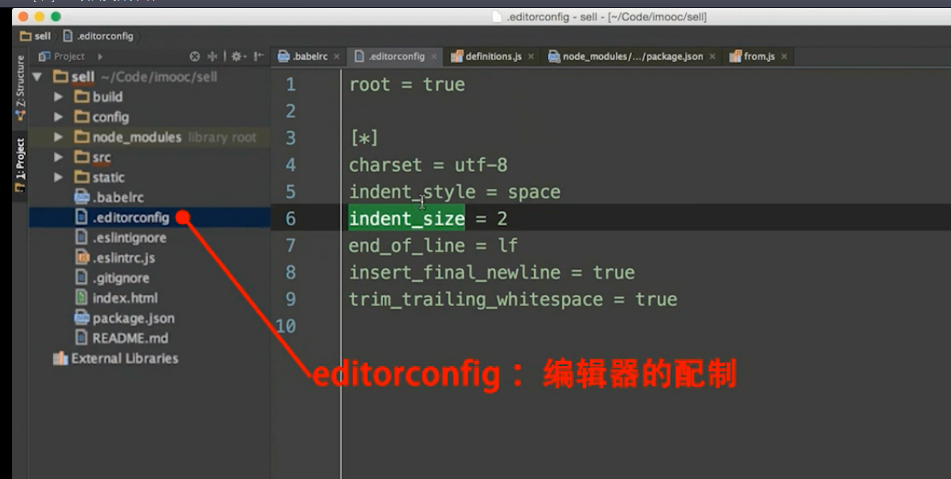 .editorconfig - sell - [~/Code/imooc/sell]
sell .editorconfig
Project
.babelrc × .editorconfig × definitions.js × node_modules/.../package.json × from.js ×
Z: Structure
1: Project
sell ~/Code/imooc/sell
build
config
node_modules library root
src
static
.babelrc
.editorconfig
.eslintignore
.eslintrc.js
.gitignore
index.html
package.json
README.md
External Libraries
1 root = true
2
3 [*]
4 charset = utf-8
5 indent_style = space
6 indent_size = 2
7 end_of_line = lf
8 insert_final_newline = true
9 trim_trailing_whitespace = true
10
editorconfig：编辑器的配制